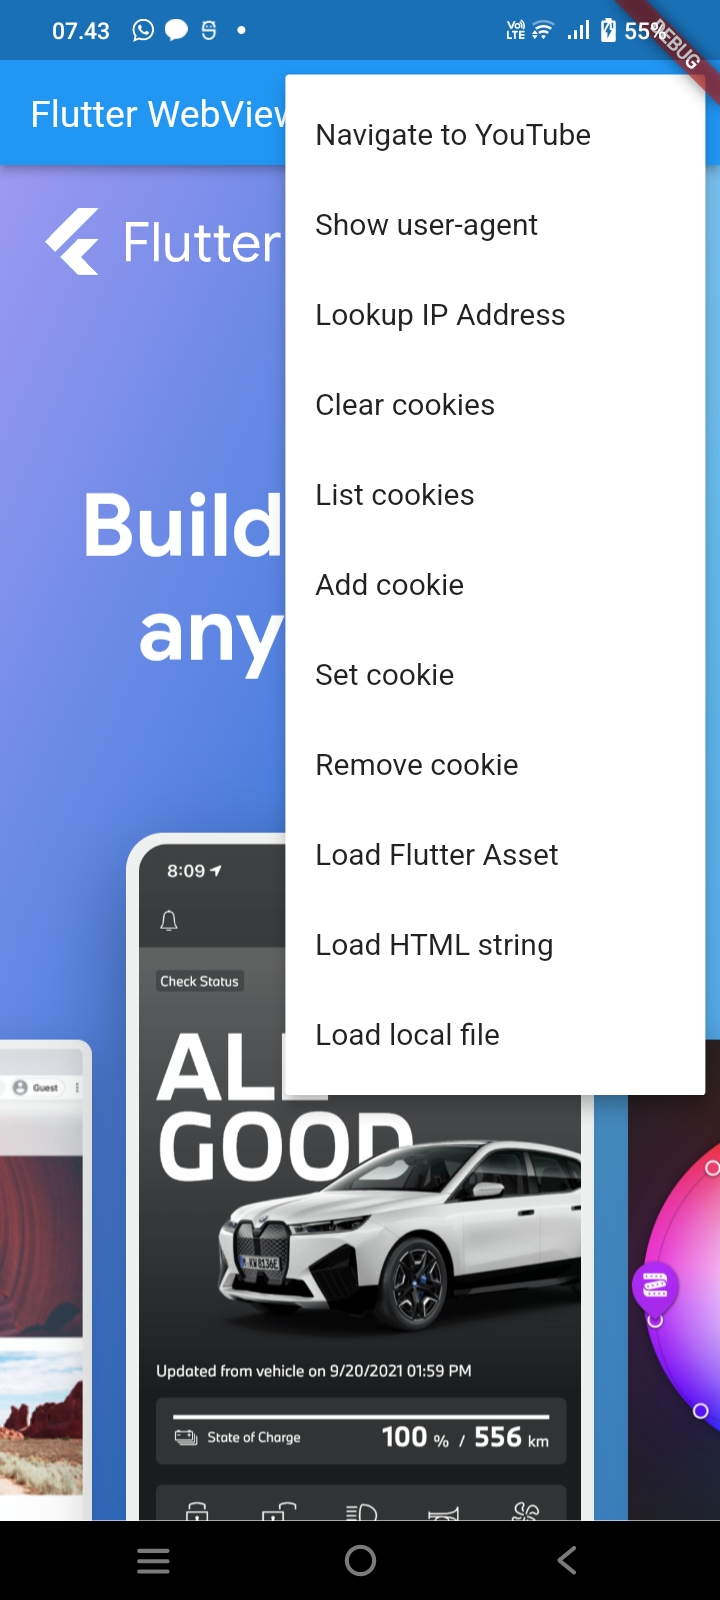 07.43
Vo)
LTE
55%
DEBUG
Flutter WebView
Navigate to YouTube
Show user-agent
Lookup IP Address
Clear cookies
List cookies
Add cookie
Set cookie
Remove cookie
Load Flutter Asset
Load HTML string
Load local file
Flutter
Build
any
8:09
Check Status
Guest
ALL
GOOD
KW 8136E
Updated from vehicle on 9/20/2021 01:59 PM
State of Charge
100 % / 556 km